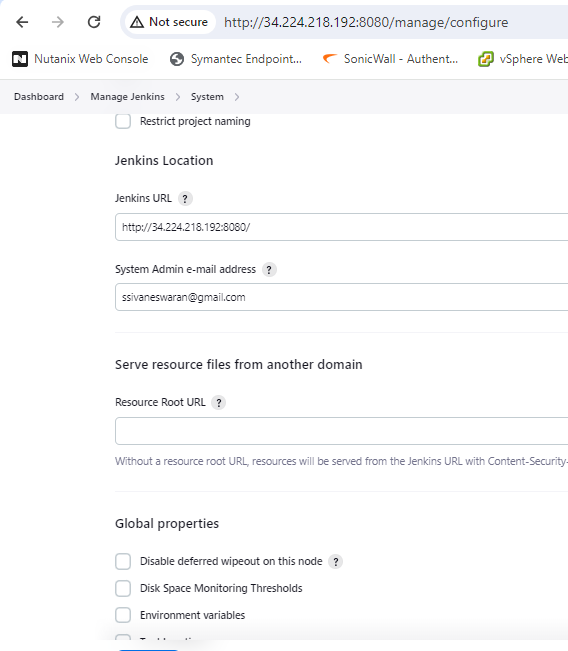 Not secure http://34.224.218.192:8080/manage/configure
Nutanix Web Console Symantec Endpoint... SonicWall - Authent... vSphere Web
Dashboard > Manage Jenkins > System >
Restrict project naming
Jenkins Location
Jenkins URL ?
http://34.224.218.192:8080/
System Admin e-mail address ?
ssivaneswaran@gmail.com
Serve resource files from another domain
Resource Root URL ?
Without a resource root URL, resources will be served from the Jenkins URL with Content-Security-
Global properties
Disable deferred wipeout on this node ?
Disk Space Monitoring Thresholds
Environment variables